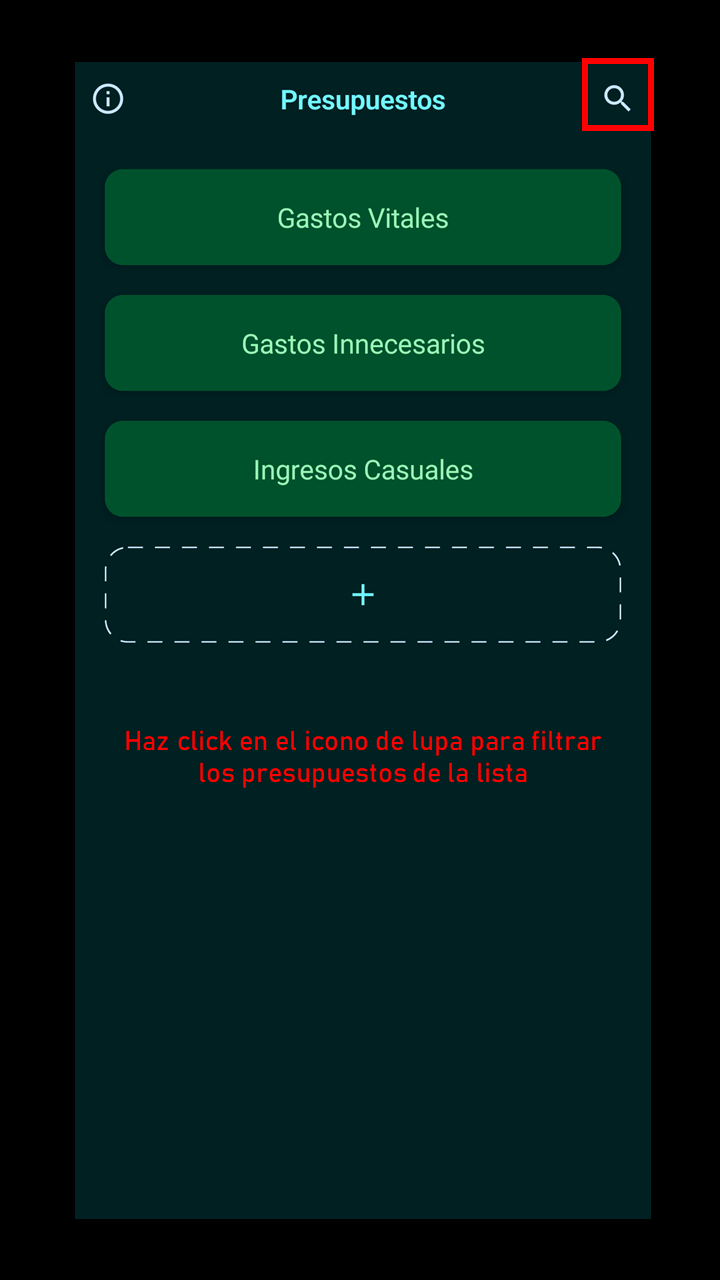 Presupuestos
Gastos Vitales
Gastos Innecesarios
Ingresos Casuales
+
Haz click en el icono de lupa para filtrar
los presupuestos de la lista